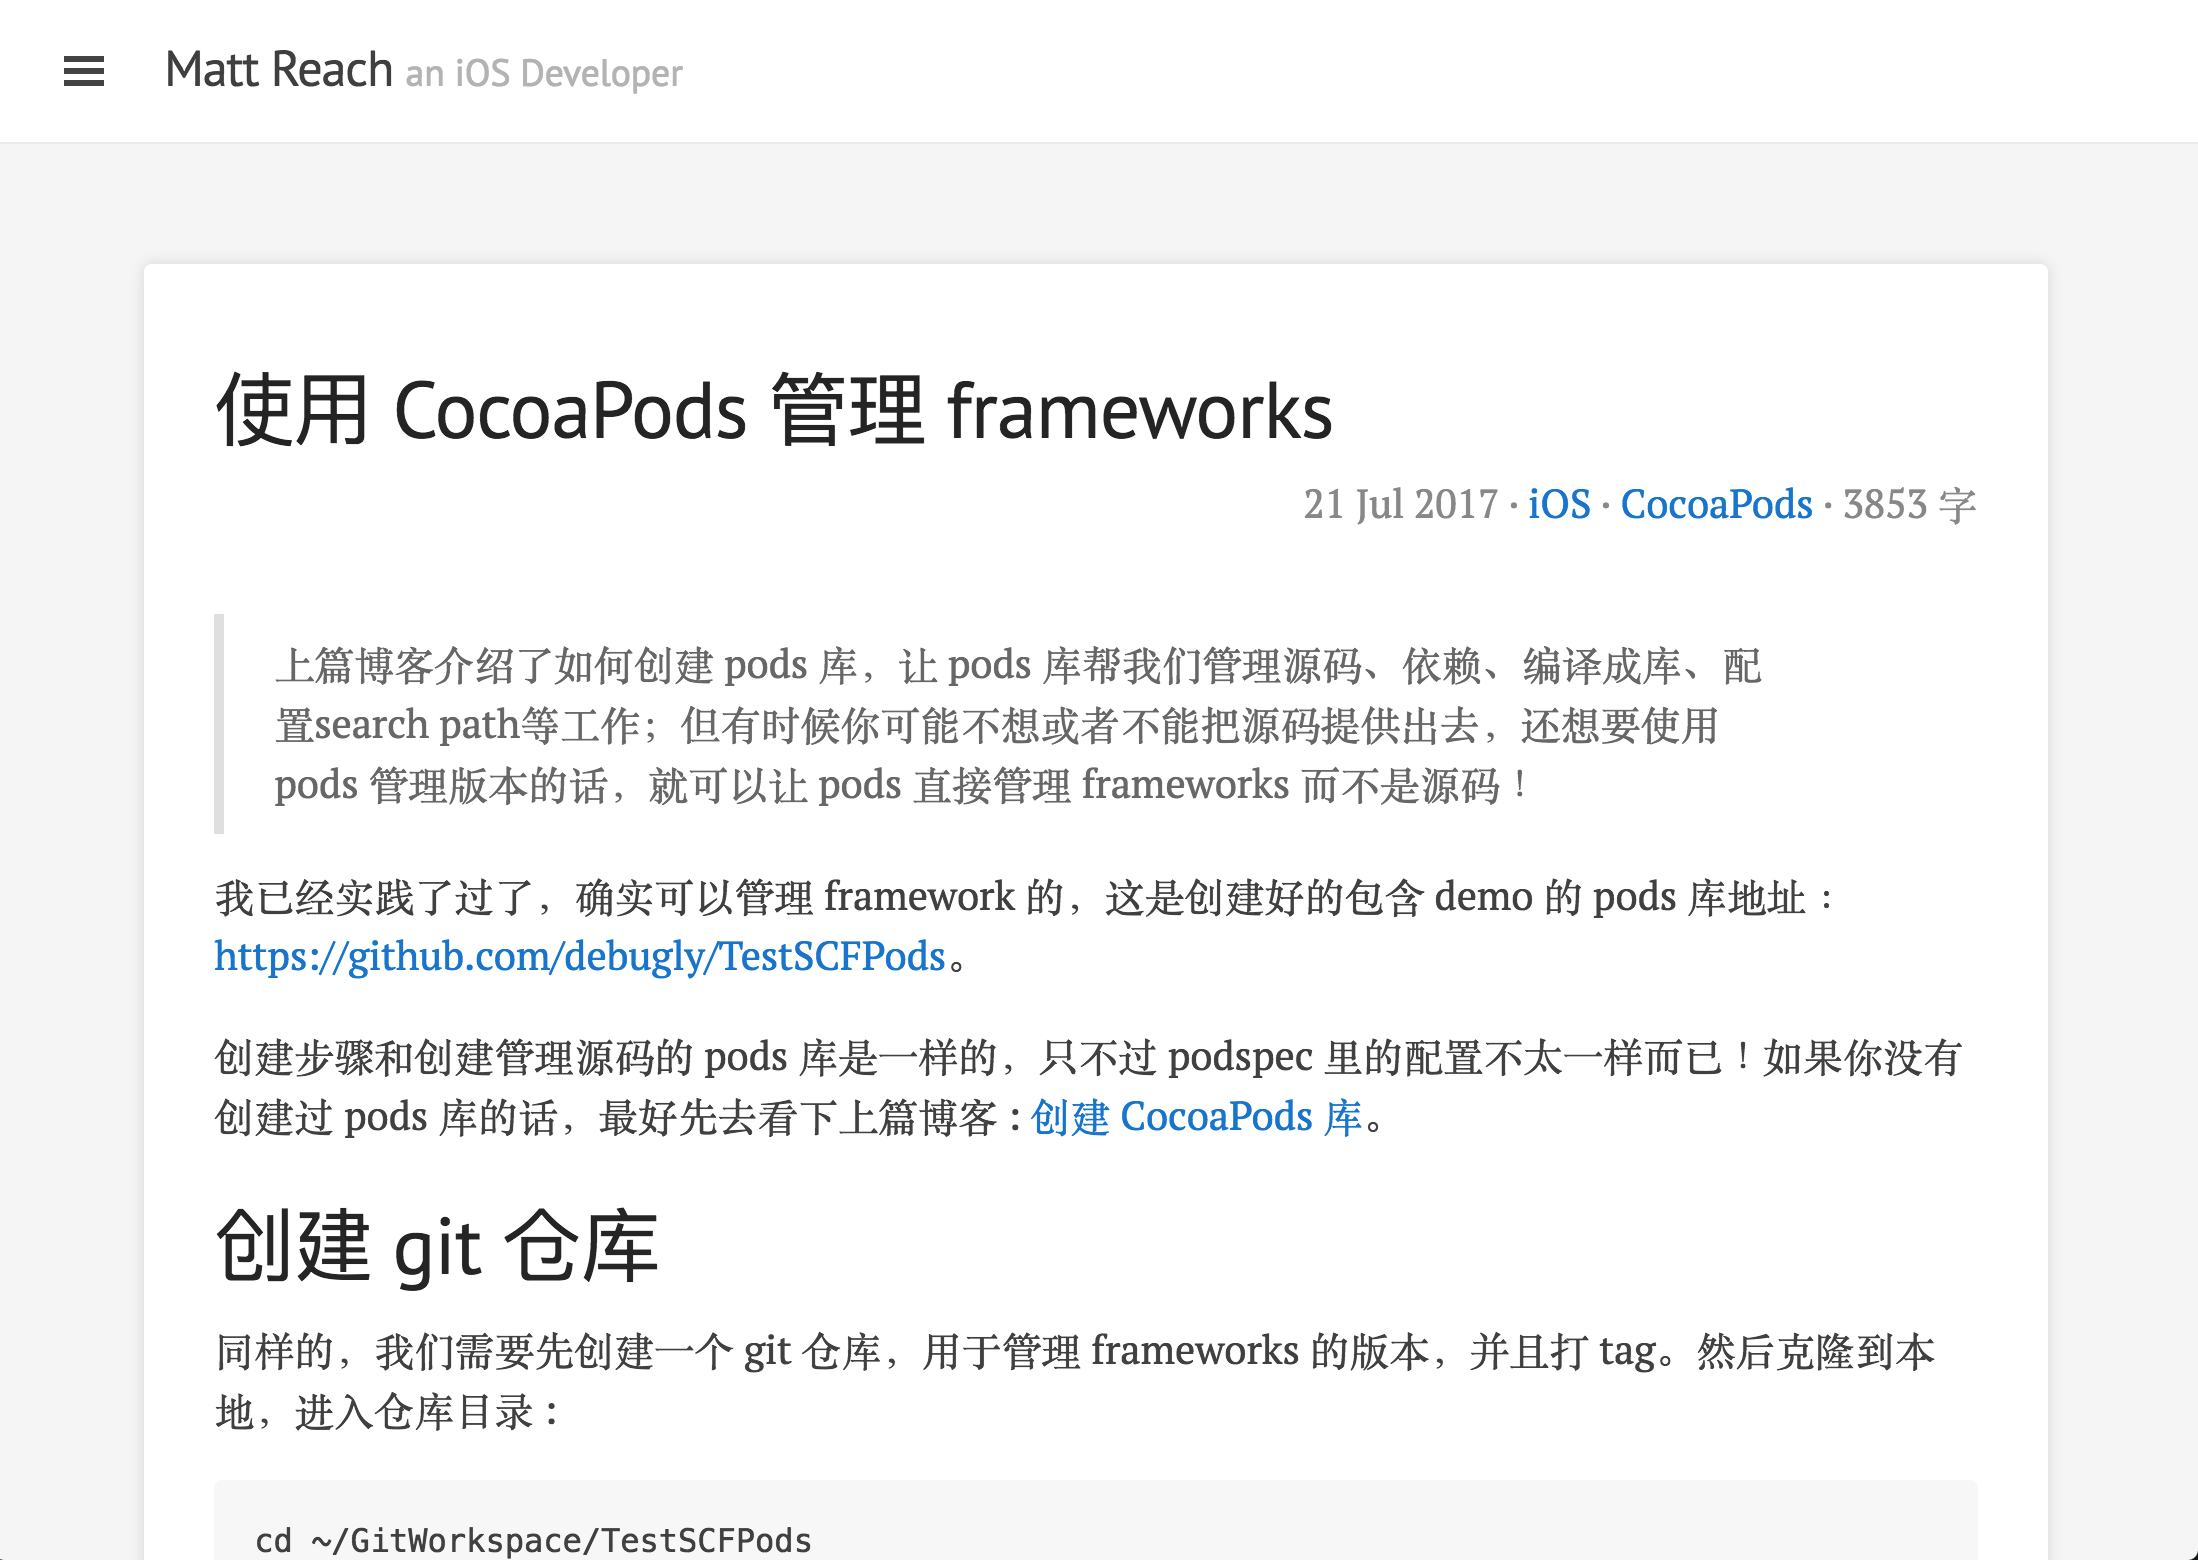 Matt Reach an iOS Developer
使用 CocoaPods 管理 frameworks
21 Jul 2017 · iOS · CocoaPods · 3853 字
上篇博客介绍了如何创建 pods 库，让 pods 库帮我们管理源码、依赖、编译成库、配
置search path等工作；但有时候你可能不想或者不能把源码提供出去，还想要使用
pods 管理版本的话，就可以让 pods 直接管理 frameworks 而不是源码！
我已经实践了过了，确实可以管理 framework 的，这是创建好的包含 demo 的 pods 库地址：
https://github.com/debugly/TestSCFPods。
创建步骤和创建管理源码的 pods 库是一样的，只不过 podspec 里的配置不太一样而已！如果你没有
创建过 pods 库的话，最好先去看下上篇博客：创建 CocoaPods 库。
创建 git 仓库
同样的，我们需要先创建一个 git 仓库，用于管理 frameworks 的版本，并且打 tag。然后克隆到本
地，进入仓库目录：
cd ~/GitWorkspace/TestSCFPods